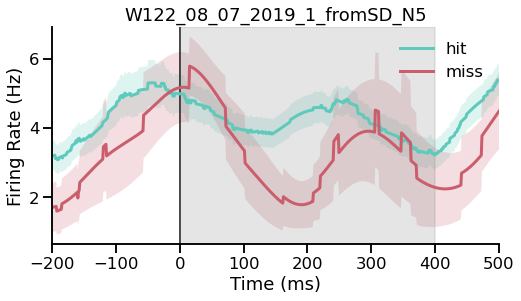 W122_08_07_2019_1_fromSD_N5
hit
miss
Firing Rate (Hz)
6
4
2
−200 −100 0 100 200 300 400 500
Time (ms)